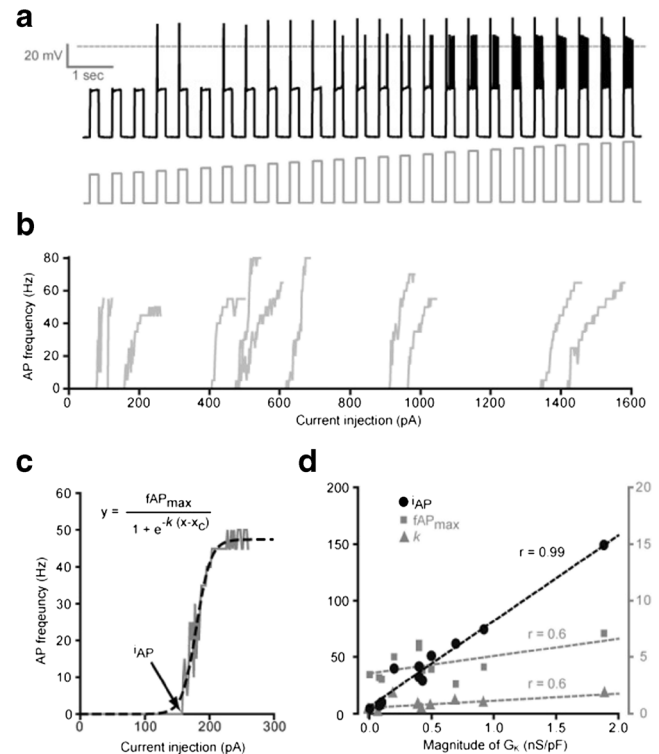 a
20 mV
1 sec
b
AP frequency (Hz)
80
60
40
20
0
0 200 400 600 800 1000 1200 1400 1600
Current injection (pA)
c
AP freqeuncy (Hz)
60
50
40
30
20
10
0
y = fAPmax / 1 + e-k (x-xC)
iAP
0 100 200 300
Current injection (pA)
d
200
150
100
50
0
iAP
fAPmax
k
r = 0.99
r = 0.6
r = 0.6
20
15
10
5
0
0.0 0.5 1.0 1.5 2.0
Magnitude of GK (nS/pF)